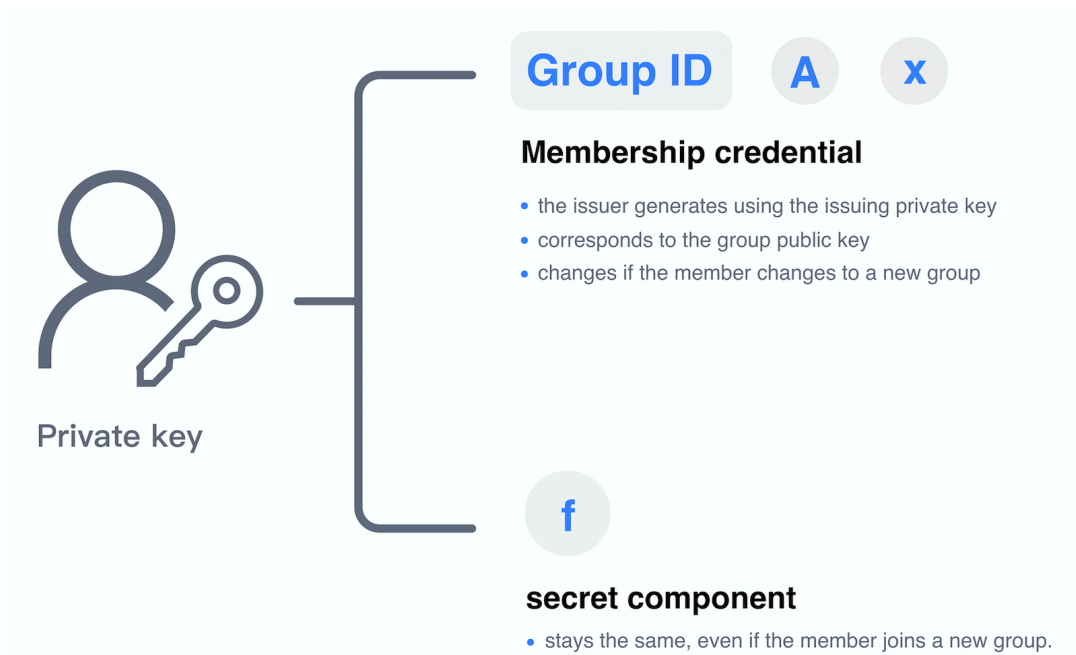 Group ID A x
Membership credential
• the issuer generates using the issuing private key
• corresponds to the group public key
• changes if the member changes to a new group
Private key
f
secret component
• stays the same, even if the member joins a new group.